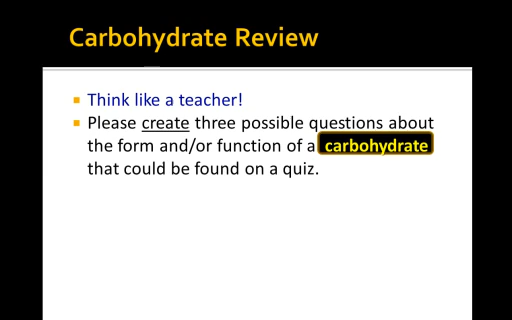 Carbohydrate Review
Think like a teacher!
Please create three possible questions about
the form and/or function of a carbohydrate
that could be found on a quiz.